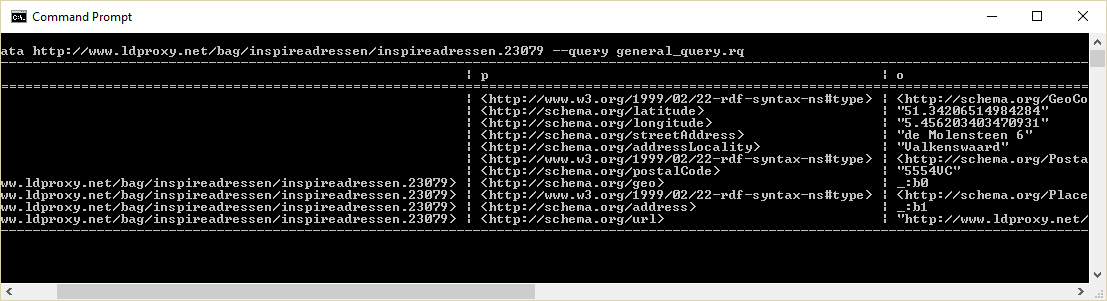 Command Prompt
ata http://www.ldproxy.net/bag/inspireadressen/inspireadressen.23079 --query general_query.rq
| p | o
| <http://www.w3.org/1999/02/22-rdf-syntax-ns#type> | <http://schema.org/GeoCo
| <http://schema.org/latitude> | "51.34206514984284"
| <http://schema.org/longitude> | "5.456203403470931"
| <http://schema.org/streetAddress> | "de Molensteen 6"
| <http://schema.org/addressLocality> | "Valkenswaard"
| <http://www.w3.org/1999/02/22-rdf-syntax-ns#type> | <http://schema.org/Posta
| <http://schema.org/postalCode> | "5554VC"
ww.ldproxy.net/bag/inspireadressen/inspireadressen.23079> | <http://schema.org/geo> | _:b0
ww.ldproxy.net/bag/inspireadressen/inspireadressen.23079> | <http://www.w3.org/1999/02/22-rdf-syntax-ns#type> | <http://schema.org/Place
ww.ldproxy.net/bag/inspireadressen/inspireadressen.23079> | <http://schema.org/address> | _:b1
ww.ldproxy.net/bag/inspireadressen/inspireadressen.23079> | <http://schema.org/url> | "http://www.ldproxy.net/